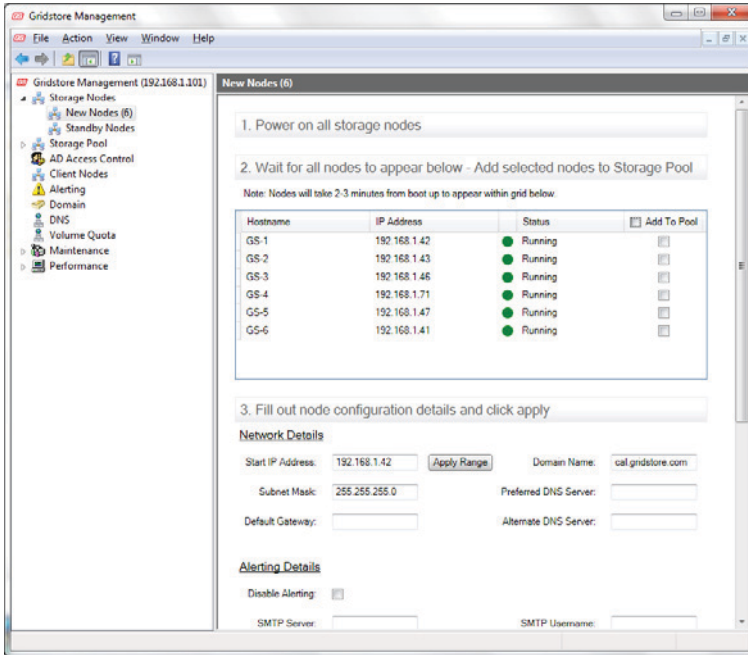 Gridstore Management
File Action View Window Help
Gridstore Management (192.168.1.101)
Storage Nodes
New Nodes (6)
Standby Nodes
Storage Pool
AD Access Control
Client Nodes
Alerting
Domain
DNS
Volume Quota
Maintenance
Performance
New Nodes (6)
1. Power on all storage nodes
2. Wait for all nodes to appear below - Add selected nodes to Storage Pool
Note: Nodes will take 2-3 minutes from boot up to appear within grid below.
Hostname IP Address Status Add To Pool
GS-1 192.168.1.42 Running
GS-2 192.168.1.43 Running
GS-3 192.168.1.46 Running
GS-4 192.168.1.71 Running
GS-5 192.168.1.47 Running
GS-6 192.168.1.41 Running
3. Fill out node configuration details and click apply
Network Details
Start IP Address: 192.168.1.42 Apply Range Domain Name: cal.gridstore.com
Subnet Mask: 255.255.255.0 Preferred DNS Server:
Default Gateway: Alternate DNS Server:
Alerting Details
Disable Alerting:
SMTP Server: SMTP Username: